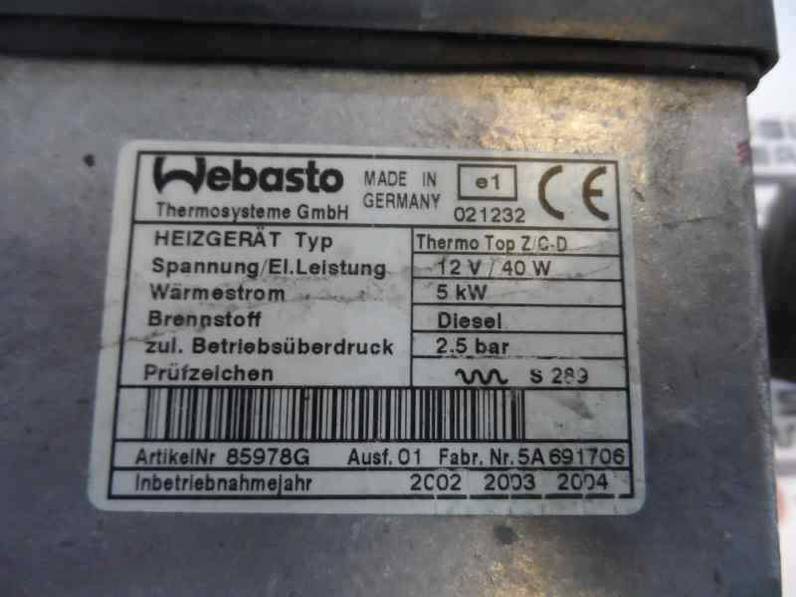 Webasto MADE IN GERMANY e1 CE
Thermosysteme GmbH 021232
HEIZGERÄT Typ Thermo Top Z/C-D
Spannung/El.Leistung 12 V / 40 W
Wärmestrom 5 kW
Brennstoff Diesel
zul. Betriebsüberdruck 2.5 bar
Prüfzeichen S 289
ArtikelNr 85978G Ausf. 01 Fabr. Nr. 5A 691706
Inbetriebnahmejahr 2002 2003 2004